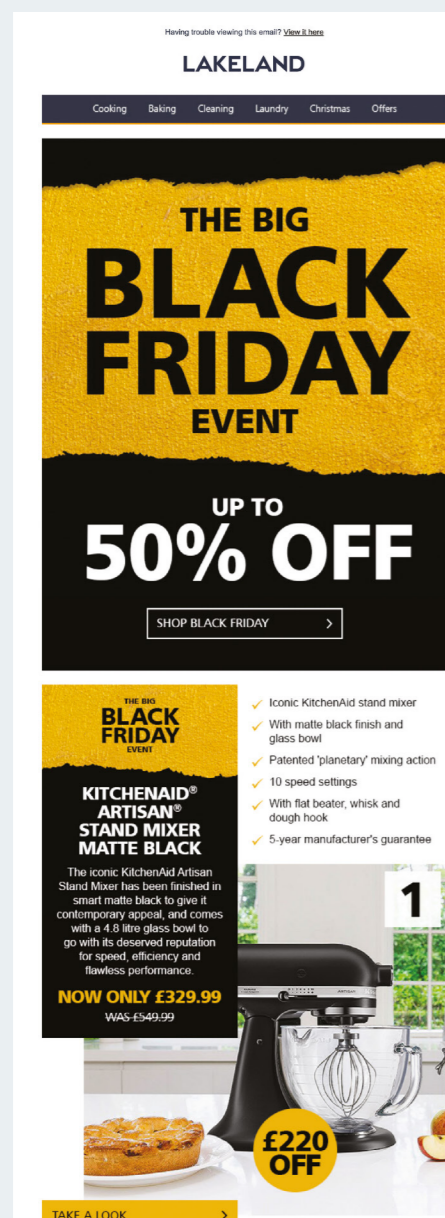 Having trouble viewing this email? View it here
LAKELAND
Cooking Baking Cleaning Laundry Christmas Offers
THE BIG
BLACK
FRIDAY
EVENT
UP TO
50% OFF
SHOP BLACK FRIDAY >
THE BIG
BLACK
FRIDAY
EVENT
KITCHENAID®
ARTISAN®
STAND MIXER
MATTE BLACK
The iconic KitchenAid Artisan
Stand Mixer has been finished in
smart matte black to give it
contemporary appeal, and comes
with a 4.8 litre glass bowl to
go with its deserved reputation
for speed, efficiency and
flawless performance.
NOW ONLY £329.99
WAS £549.99
✓ Iconic KitchenAid stand mixer
✓ With matte black finish and
glass bowl
✓ Patented 'planetary' mixing action
✓ 10 speed settings
✓ With flat beater, whisk and
dough hook
✓ 5-year manufacturer's guarantee
1
ARTISAN
£220
OFF
TAKE A LOOK >